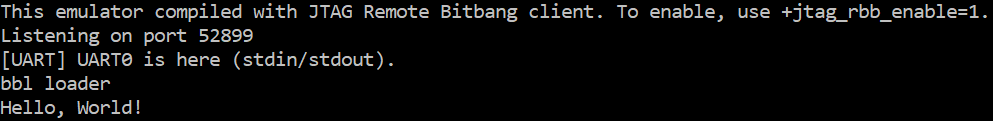 This emulator compiled with JTAG Remote Bitbang client. To enable, use +jtag_rbb_enable=1.
Listening on port 52899
[UART] UART0 is here (stdin/stdout).
bbl loader
Hello, World!